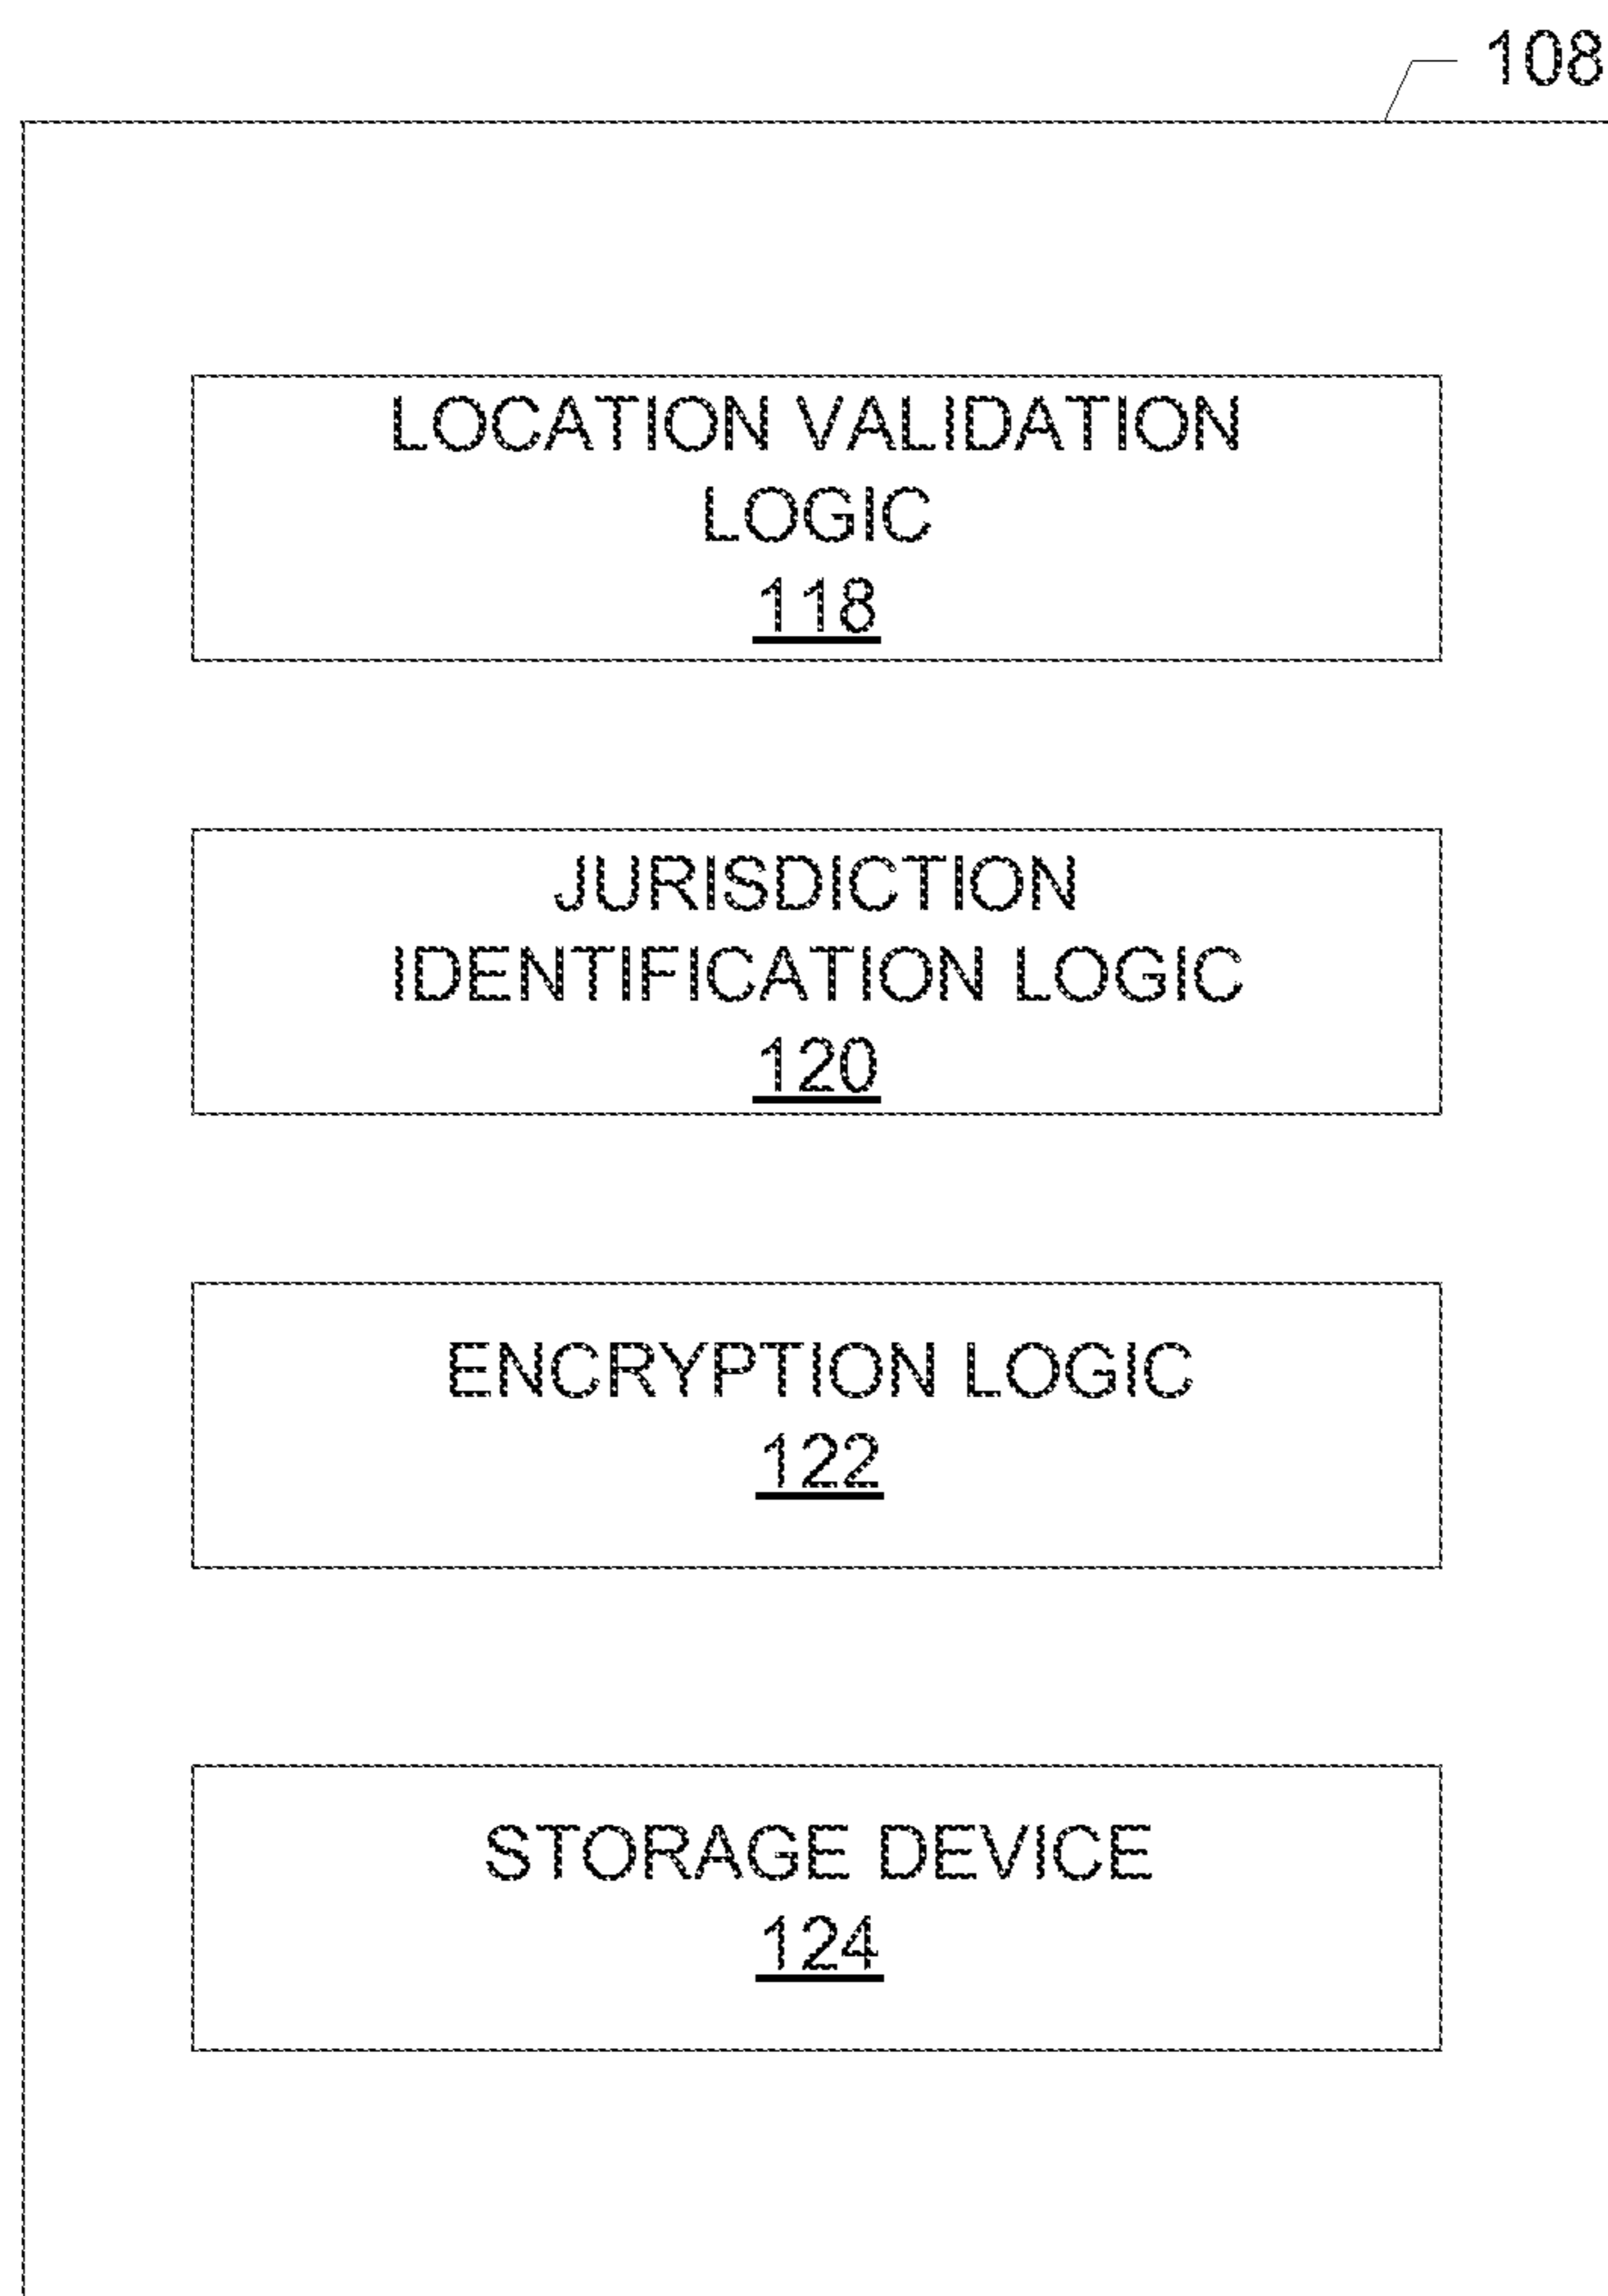 108
LOCATION VALIDATION
LOGIC
118
JURISDICTION
IDENTIFICATION LOGIC
120
ENCRYPTION LOGIC
122
STORAGE DEVICE
124